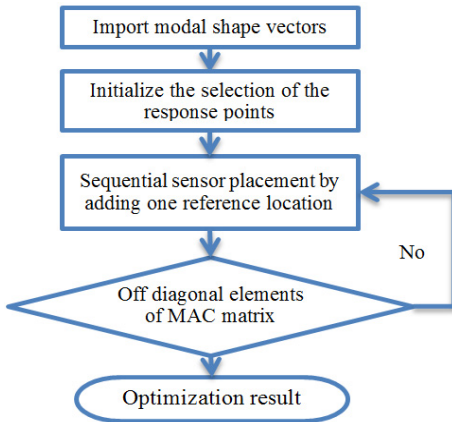 Import modal shape vectors
Initialize the selection of the
response points
Sequential sensor placement by
adding one reference location
No
Off diagonal elements
of MAC matrix
Optimization result